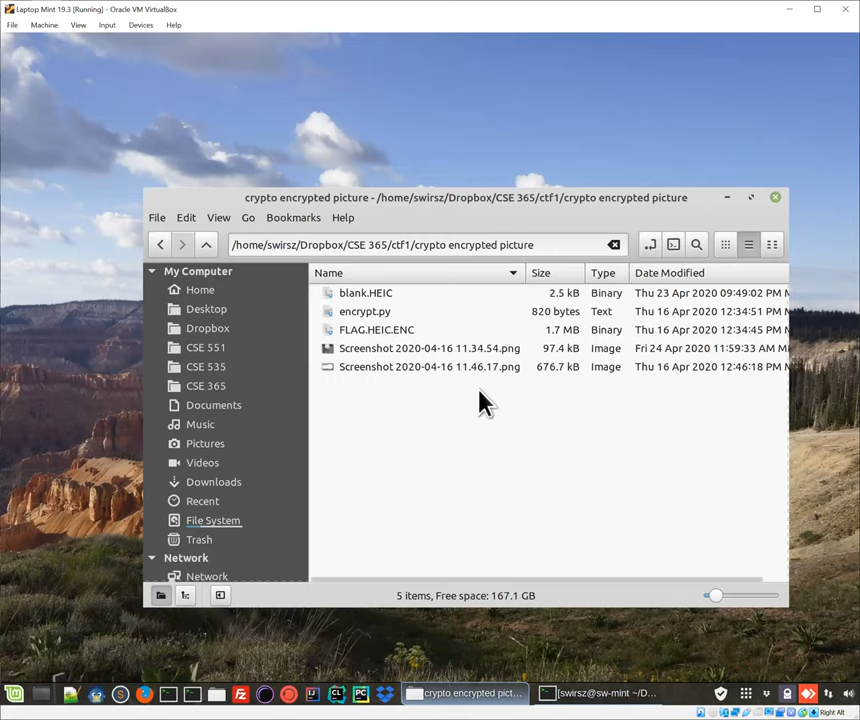 Laptop Mint 19.3 [Running] - Oracle VM VirtualBox
File Machine View Input Devices Help
crypto encrypted picture - /home/swirsz/Dropbox/CSE 365/ctf1/crypto encrypted picture
File Edit View Go Bookmarks Help
/home/swirsz/Dropbox/CSE 365/ctf1/crypto encrypted picture
My Computer
Home
Desktop
Dropbox
CSE 551
CSE 535
CSE 365
Documents
Music
Pictures
Videos
Downloads
Recent
File System
Trash
Network
Network
Name Size Type Date Modified
blank.HEIC 2.5 kB Binary Thu 23 Apr 2020 09:49:02 PM M
encrypt.py 820 bytes Text Thu 16 Apr 2020 12:34:51 PM M
FLAG.HEIC.ENC 1.7 MB Binary Thu 16 Apr 2020 12:34:45 PM M
Screenshot 2020-04-16 11.34.54.png 97.4 kB Image Fri 24 Apr 2020 11:59:33 AM M
Screenshot 2020-04-16 11.46.17.png 676.7 kB Image Thu 16 Apr 2020 12:46:18 PM M
5 items, Free space: 167.1 GB
crypto encrypted pict...
[swirsz@sw-mint ~/D...
Right Alt